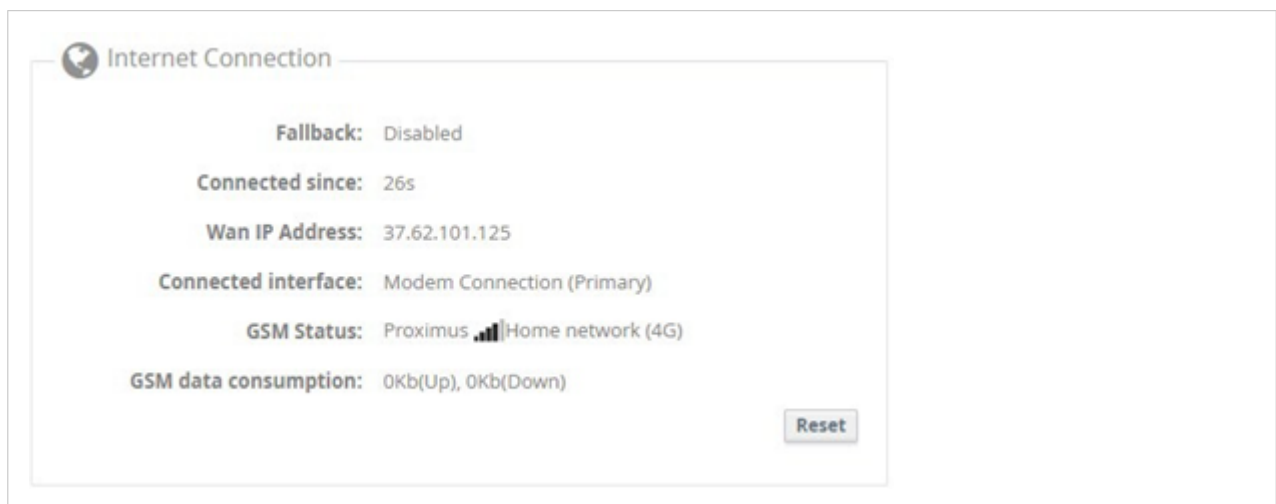 Internet Connection
Fallback: Disabled
Connected since: 26s
Wan IP Address: 37.62.101.125
Connected interface: Modem Connection (Primary)
GSM Status: Proximus Home network (4G)
GSM data consumption: 0Kb(Up), 0Kb(Down)
Reset